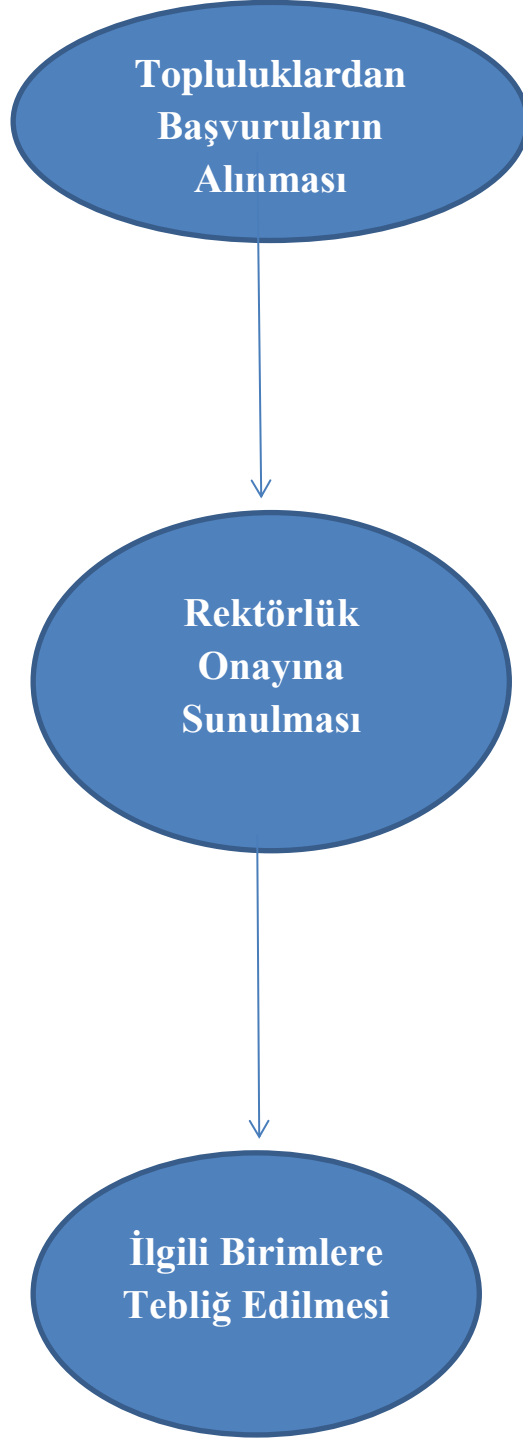 Topluluklardan
Başvuruların
Alınması
Rektörlük
Onayına
Sunulması
İlgili Birimlere
Tebliğ Edilmesi